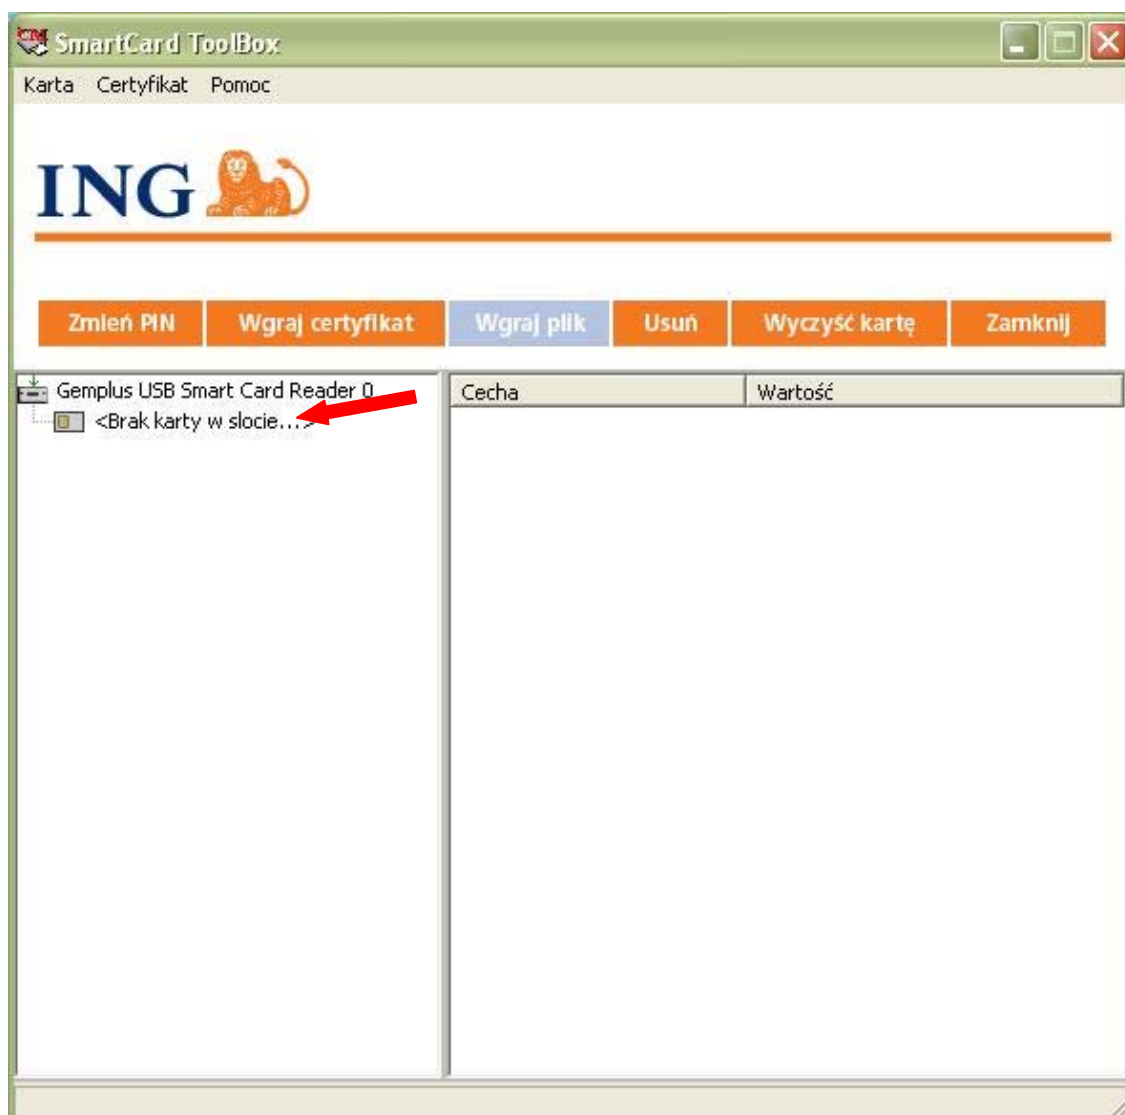 SmartCard ToolBox
Karta Certyfikat Pomoc
ING
Zmień PIN Wgraj certyfikat Wgraj plik Usuń Wyczyść kartę Zamknij
Gemplus USB Smart Card Reader 0 Cecha Wartość
<Brak karty w slocie...>